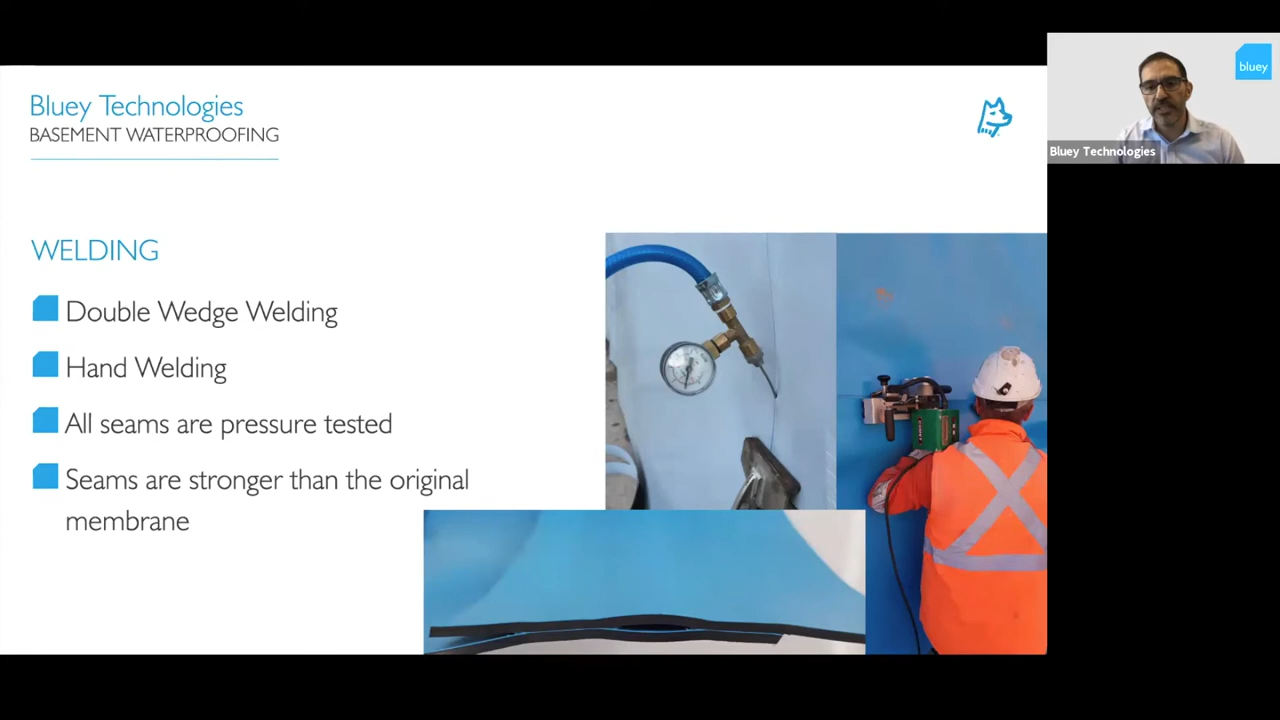 Bluey Technologies
BASEMENT WATERPROOFING
bluey
Bluey Technologies
WELDING
Double Wedge Welding
Hand Welding
All seams are pressure tested
Seams are stronger than the original
membrane